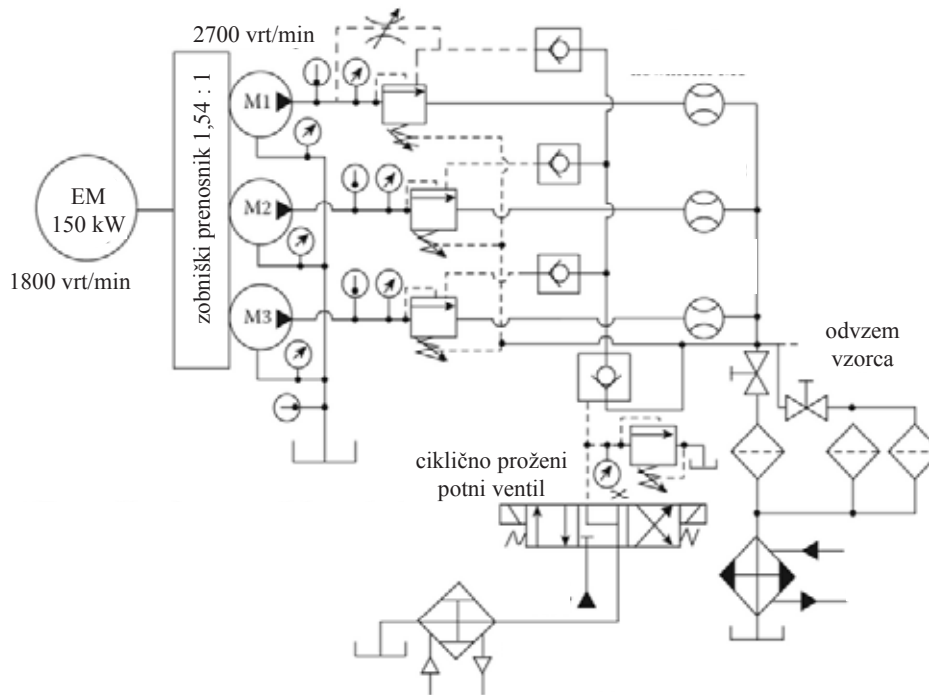 2700 vrt/min
zobniški prenosnik 1,54 : 1
M1
EM
150 kW
M2
1800 vrt/min
M3
odvzem
vzorca
ciklično proženi
potni ventil